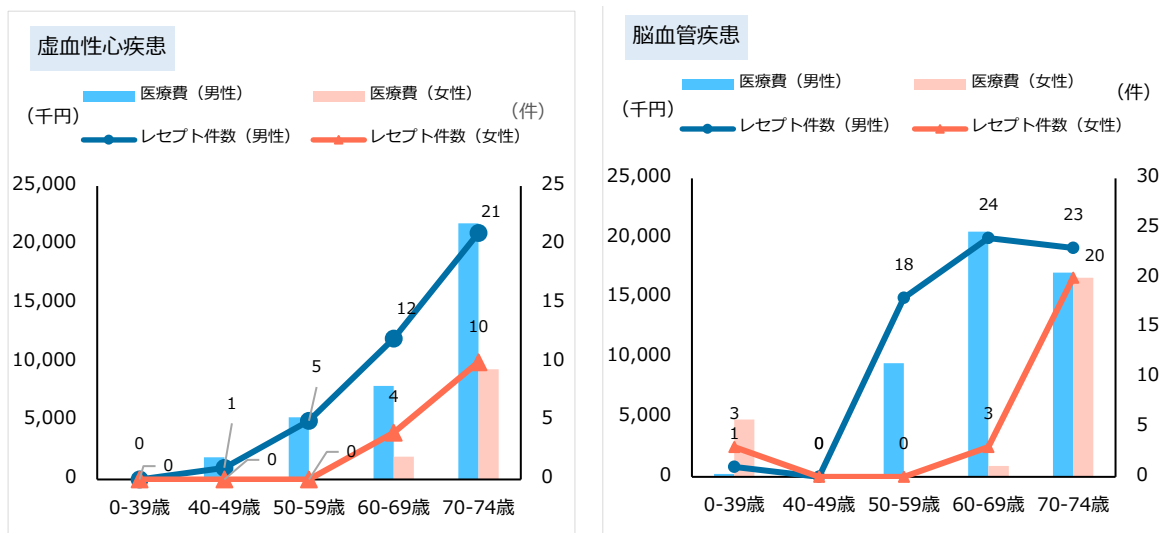 虚血性心疾患
医療費（男性）
医療費（女性）
（千円）
（件）
レセプト件数（男性）
レセプト件数（女性）
25,000
20,000
15,000
10,000
5,000
0
25
20
15
10
5
0
0
1
5
12
21
0
0
0
4
10
0-39歳
40-49歳
50-59歳
60-69歳
70-74歳
脳血管疾患
医療費（男性）
医療費（女性）
（千円）
（件）
レセプト件数（男性）
レセプト件数（女性）
25,000
20,000
15,000
10,000
5,000
0
30
25
20
15
10
5
0
1
0
18
24
23
3
0
0
3
20
0-39歳
40-49歳
50-59歳
60-69歳
70-74歳